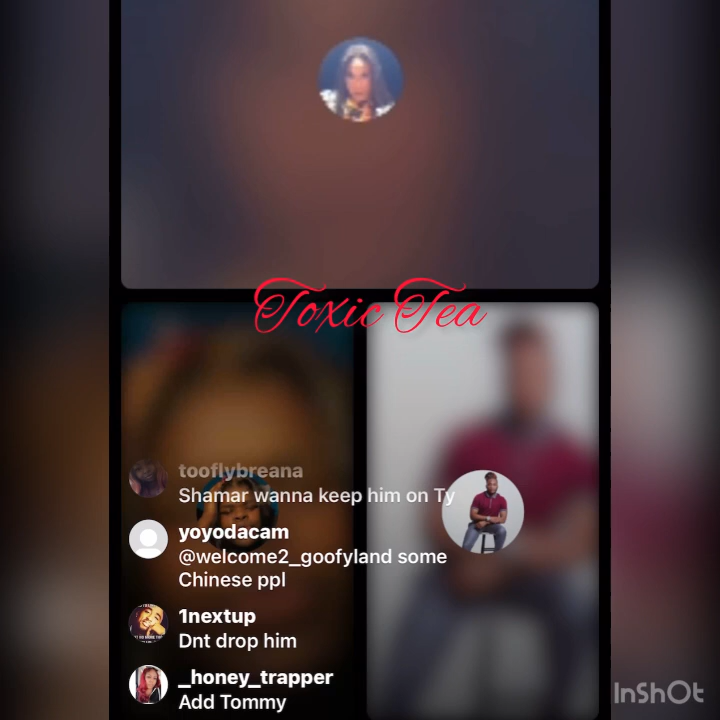 Toxic Tea
tooflybreana
Shamar wanna keep him on Ty
yoyodacam
@welcome2_goofyland some
Chinese ppl
1nextup
Dnt drop him
_honey_trapper
Add Tommy
InShOt